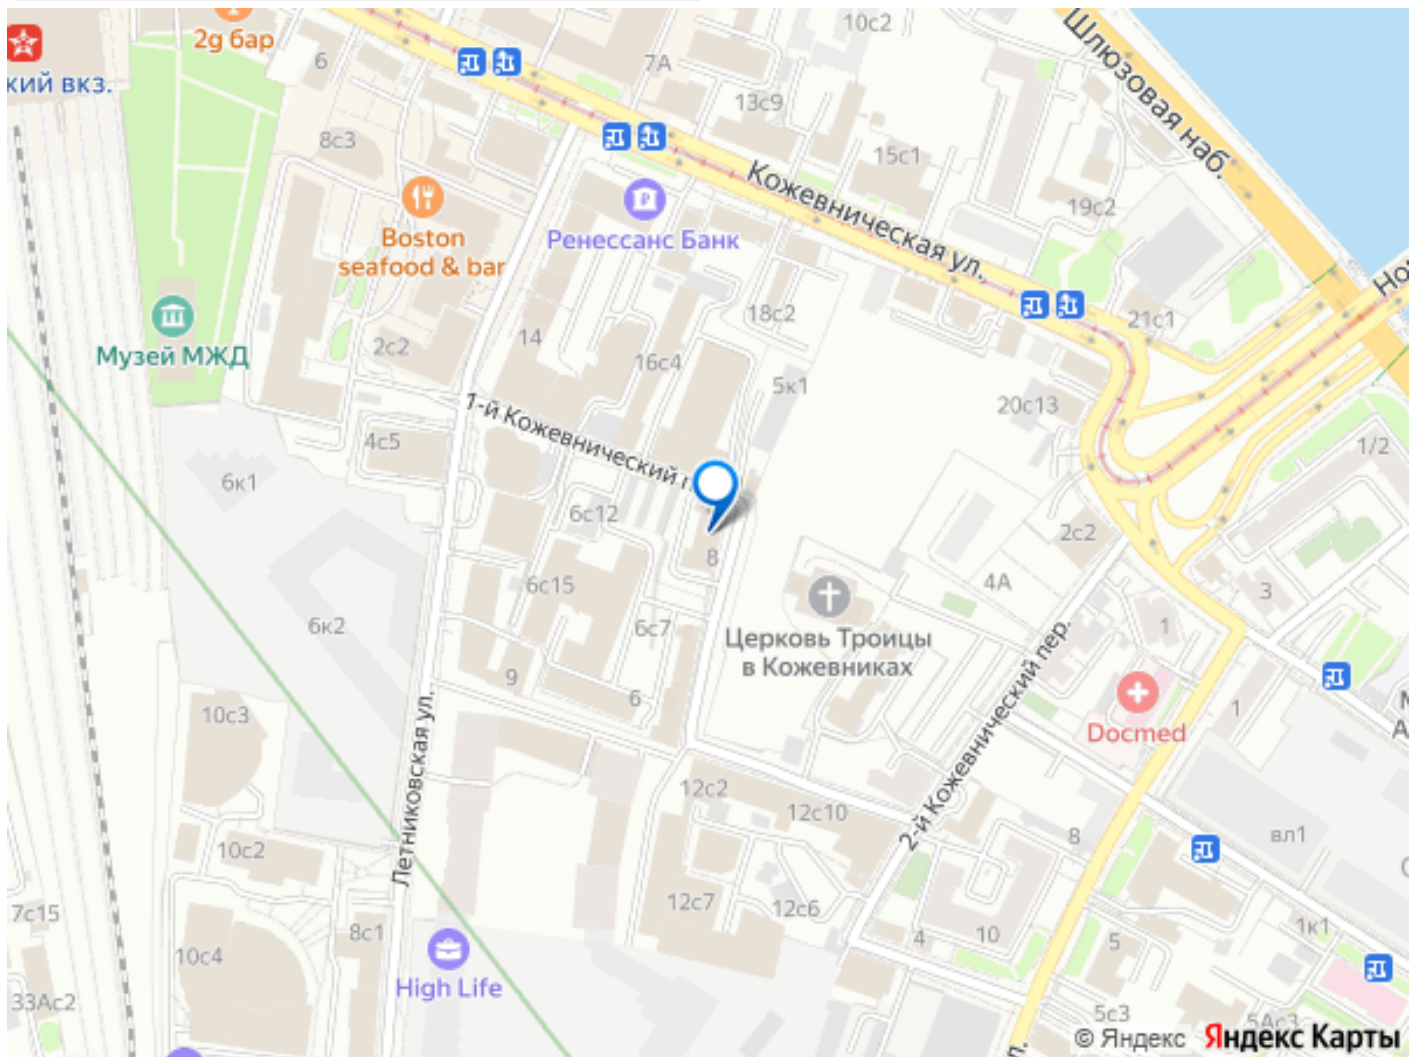 2g бар
кий вкз.
6
7А
10с2
13с9
15с1
19с2
Шлюзовая наб.
8с3
Boston
seafood & bar
Ренессанс Банк
Кожевническая ул.
Музей МЖД
2с2
14
16с4
18с2
5к1
21с1
20с13
1/2
1-й Кожевнический п
4с5
6к1
6с12
8
2с2
4А
3
6с15
6с7
Церковь Троицы
в Кожевниках
1
6к2
9
6
2-й Кожевнический пер.
Docmed
1
10с3
Летниковская ул.
12с2
12с10
8
вл1
10с2
7с15
12с7
12с6
4
10
5
1к1
8с1
10с4
High Life
33Ас2
5с3
5Ас3
© Яндекс Яндекс Карты